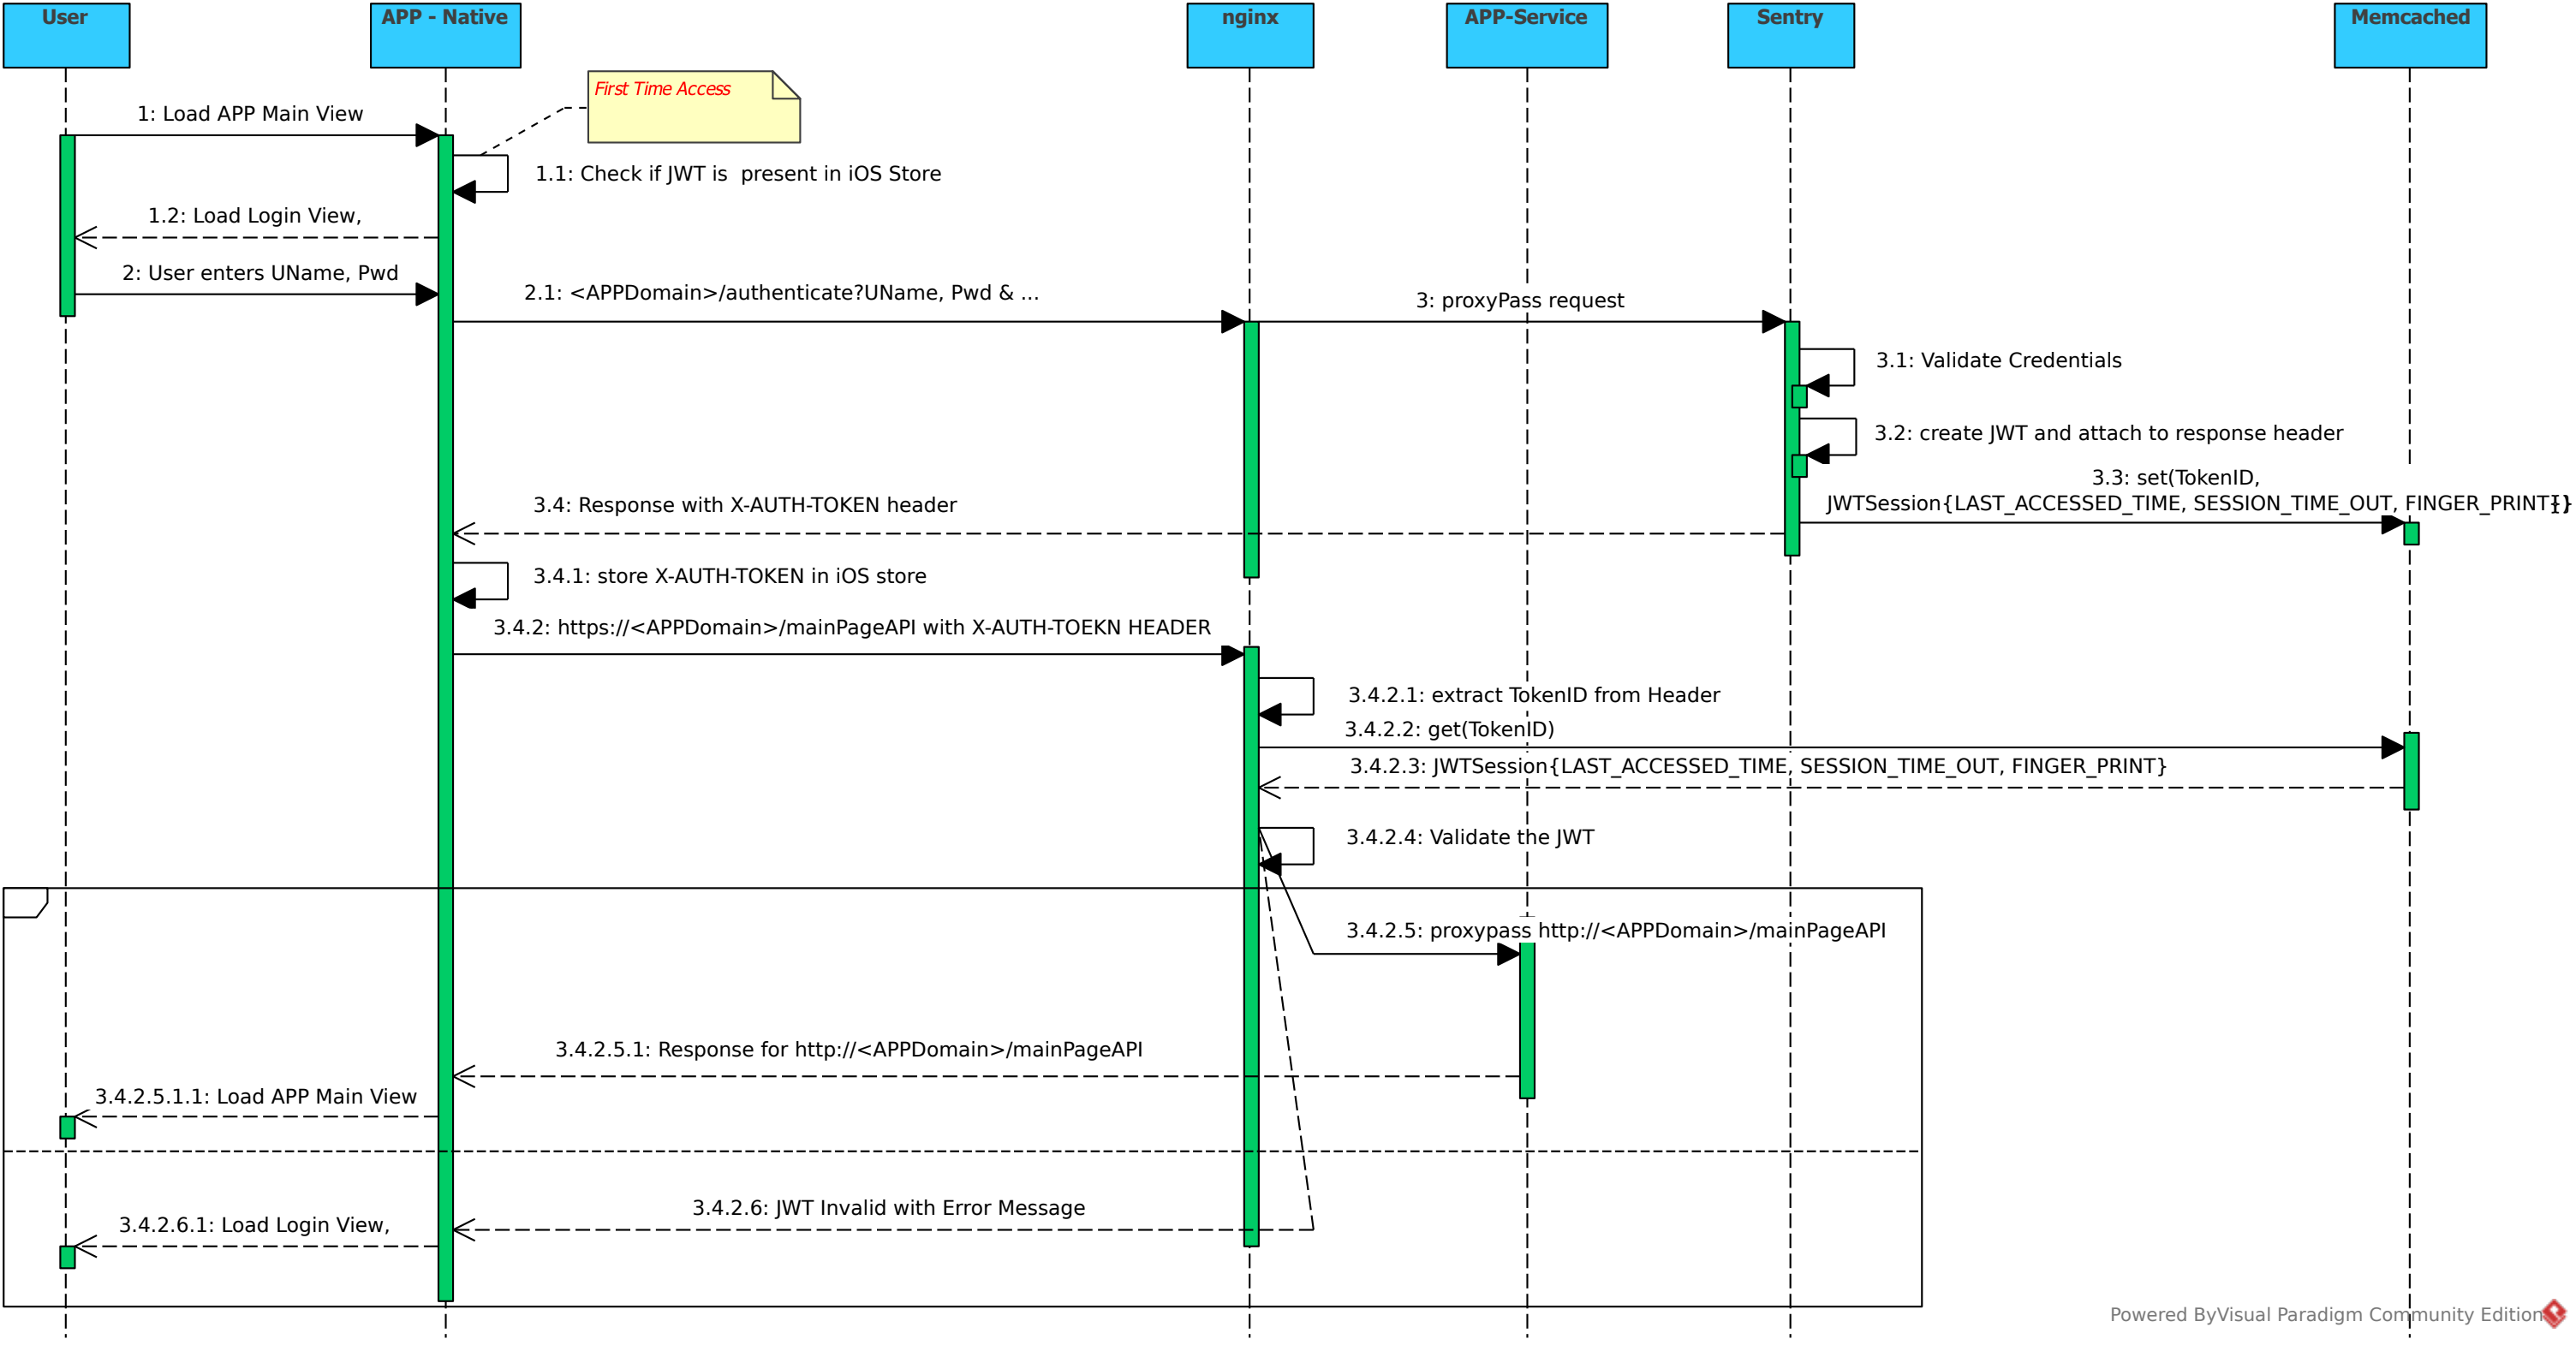 User
APP - Native
nginx
APP-Service
Sentry
Memcached
First Time Access
1: Load APP Main View
1.1: Check if JWT is  present in iOS Store
1.2: Load Login View,
2: User enters UName, Pwd
2.1: <APPDomain>/authenticate?UName, Pwd & ...
3: proxyPass request
3.1: Validate Credentials
3.2: create JWT and attach to response header
3.3: set(TokenID,
JWTSession{LAST_ACCESSED_TIME, SESSION_TIME_OUT, FINGER_PRINT})
3.4: Response with X-AUTH-TOKEN header
3.4.1: store X-AUTH-TOKEN in iOS store
3.4.2: https://<APPDomain>/mainPageAPI with X-AUTH-TOEKN HEADER
3.4.2.1: extract TokenID from Header
3.4.2.2: get(TokenID)
3.4.2.3: JWTSession{LAST_ACCESSED_TIME, SESSION_TIME_OUT, FINGER_PRINT}
3.4.2.4: Validate the JWT
3.4.2.5: proxypass http://<APPDomain>/mainPageAPI
3.4.2.5.1: Response for http://<APPDomain>/mainPageAPI
3.4.2.5.1.1: Load APP Main View
3.4.2.6: JWT Invalid with Error Message
3.4.2.6.1: Load Login View,
Powered ByVisual Paradigm Community Edition